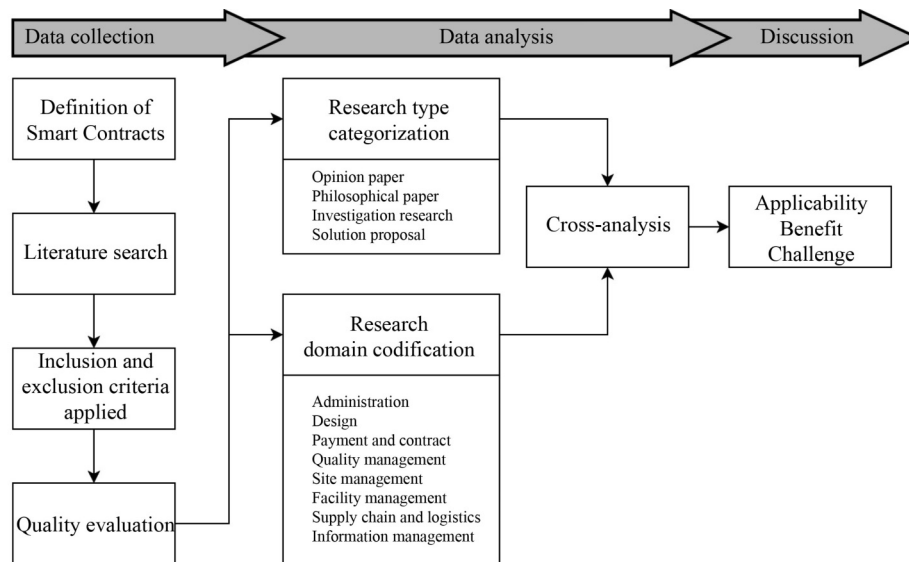 Data collection
Data analysis
Discussion
Definition of
Smart Contracts
Literature search
Inclusion and
exclusion criteria
applied
Quality evaluation
Research type
categorization
Opinion paper
Philosophical paper
Investigation research
Solution proposal
Research
domain codification
Administration
Design
Payment and contract
Quality management
Site management
Facility management
Supply chain and logistics
Information management
Cross-analysis
Applicability
Benefit
Challenge